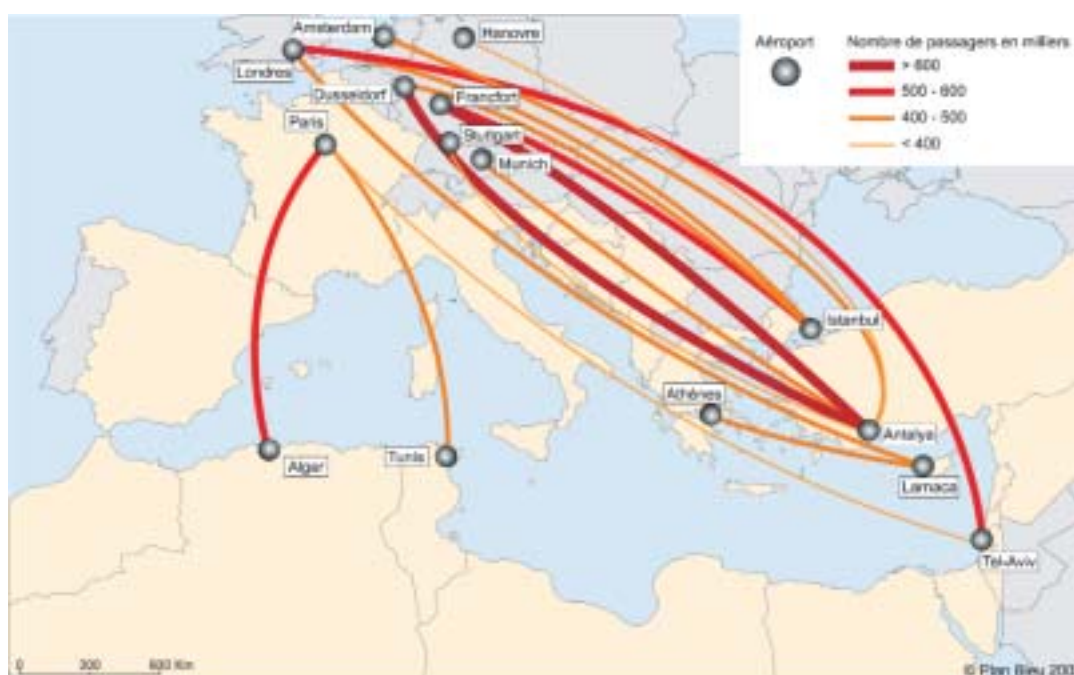 Amsterdam
Hanovre
Londres
Dusseldorf
Francfort
Paris
Stuttgart
Munich
Aéroport
Nombre de passagers en milliers
> 600
500 - 600
400 - 500
< 400
Istanbul
Athènes
Antalya
Alger
Tunis
Larnaca
Tel-Aviv
0 300 600 Km
© Plan Bleu 200